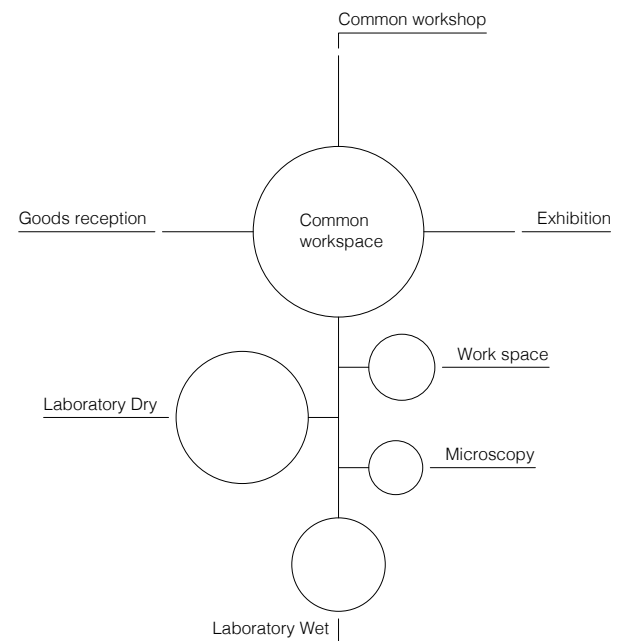 Common workshop
Goods reception
Common
workspace
Exhibition
Work space
Laboratory Dry
Microscopy
Laboratory Wet